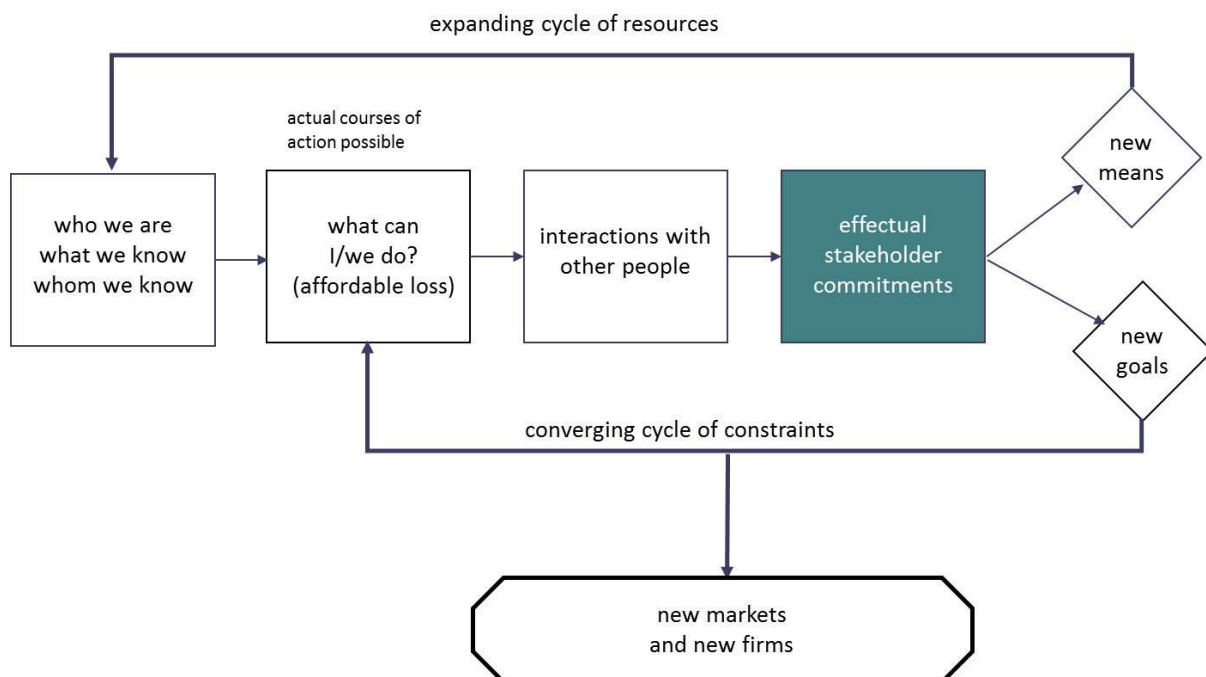 expanding cycle of resources
actual courses of
action possible
new
means
who we are
what we know
whom we know
what can
I/we do?
(affordable loss)
interactions with
other people
effectual
stakeholder
commitments
new
goals
converging cycle of constraints
new markets
and new firms